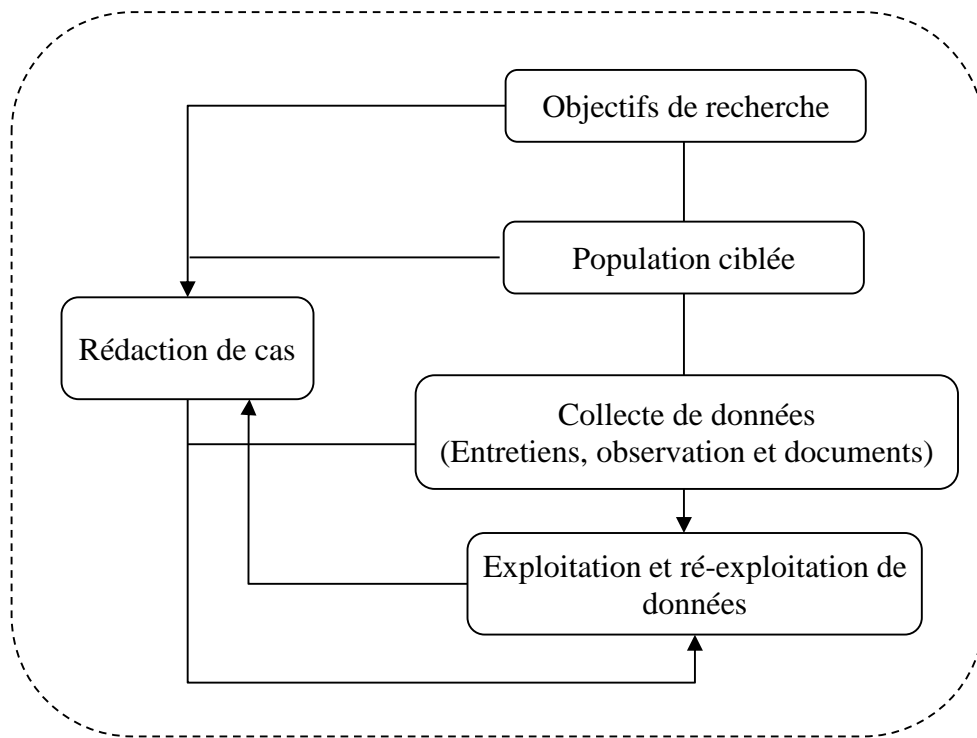 Objectifs de recherche
Population ciblée
Rédaction de cas
Collecte de données
(Entretiens, observation et documents)
Exploitation et ré-exploitation de
données